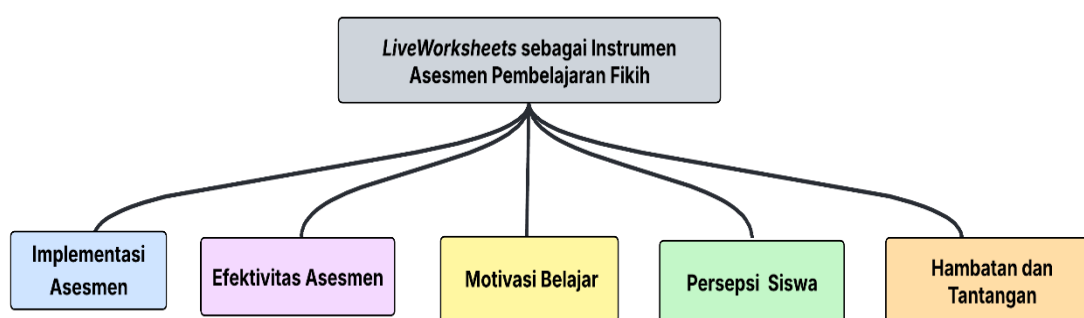 LiveWorksheets sebagai Instrumen
Asesmen Pembelajaran Fikih
Implementasi
Asesmen
Efektivitas Asesmen
Motivasi Belajar
Persepsi Siswa
Hambatan dan
Tantangan